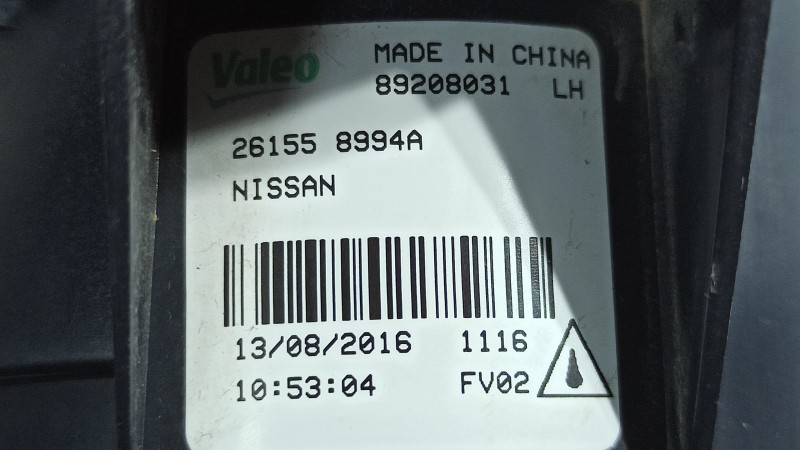 Valeo
MADE IN CHINA
89208031 LH
26155 8994A
NISSAN
13/08/2016 1116
10:53:04 FV02